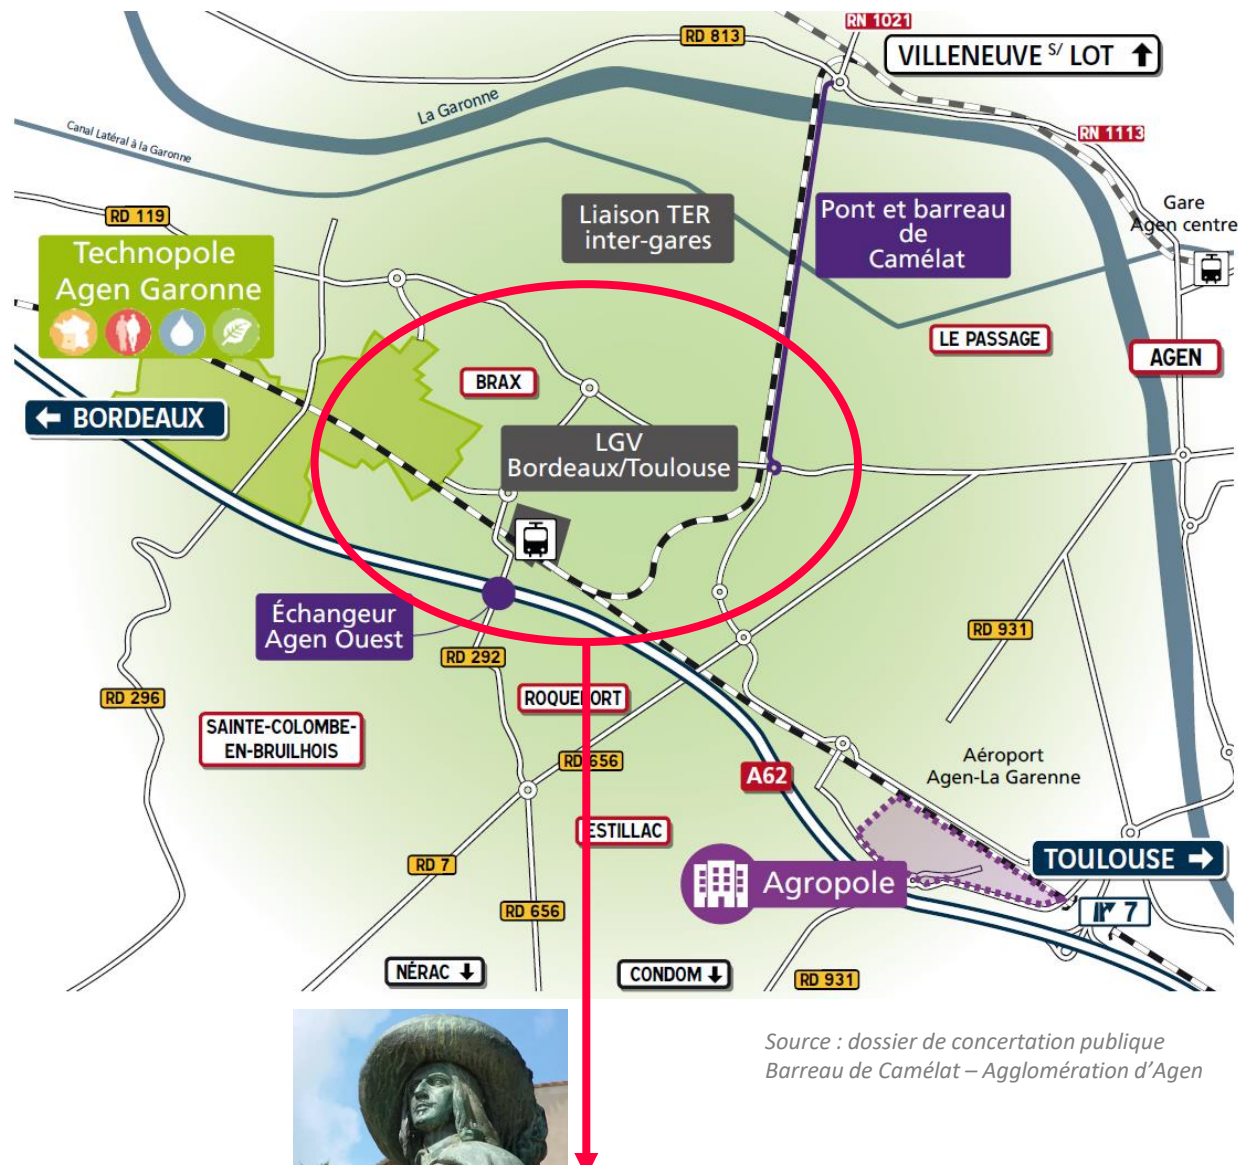 RN 1021
RD 813
VILLENEUVE S/ LOT
La Garonne
Canal Latéral à la Garonne
RN 1113
RD 119
Liaison TER
inter-gares
Pont et barreau
de
Camélat
Gare
Agen centre
Technopole
Agen Garonne
LE PASSAGE
AGEN
BRAX
BORDEAUX
LGV
Bordeaux/Toulouse
Échangeur
Agen Ouest
RD 931
RD 292
RD 296
ROQUEFORT
SAINTE-COLOMBE-
EN-BRUILHOIS
RD 656
A62
Aéroport
Agen-La Garenne
ESTILLAC
RD 7
TOULOUSE
Agropole
RD 656
7
NÉRAC
CONDOM
RD 931
Source : dossier de concertation publique
Barreau de Camélat – Agglomération d'Agen